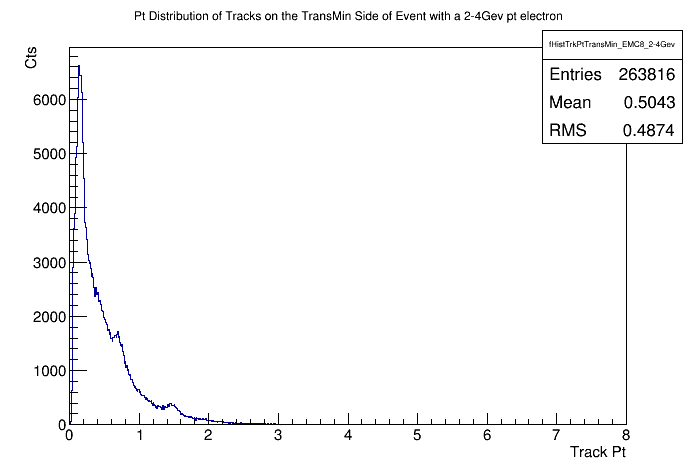 Pt Distribution of Tracks on the TransMin Side of Event with a 2-4Gev pt electron
fHistTrkPtTransMin_EMC8_2-4Gev
Entries 263816
Mean 0.5043
RMS 0.4874
Cts
6000
5000
4000
3000
2000
1000
0
0 1 2 3 4 5 6 7 8
Track Pt